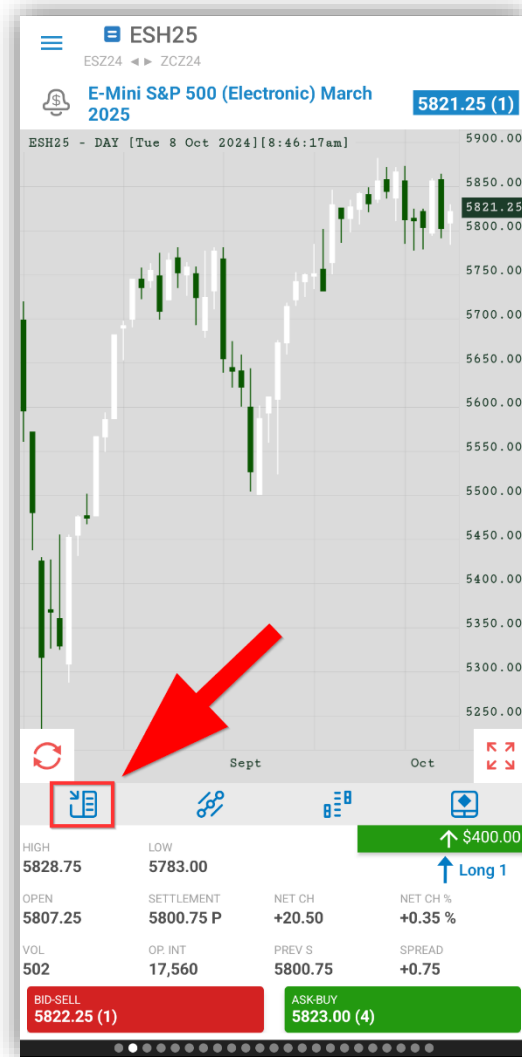 ESH25
ESZ24 ◄► ZCZ24
E-Mini S&P 500 (Electronic) March
2025
5821.25 (1)
ESH25 - DAY [Tue 8 Oct 2024][8:46:17am]
5900.00
5850.00
5821.25
5800.00
5750.00
5700.00
5650.00
5600.00
5550.00
5500.00
5450.00
5400.00
5350.00
5300.00
5250.00
Sept Oct
$400.00
HIGH LOW
5828.75 5783.00 Long 1
OPEN SETTLEMENT NET CH NET CH %
5807.25 5800.75 P +20.50 +0.35 %
VOL OP. INT PREV S SPREAD
502 17,560 5800.75 +0.75
BID-SELL ASK-BUY
5822.25 (1) 5823.00 (4)